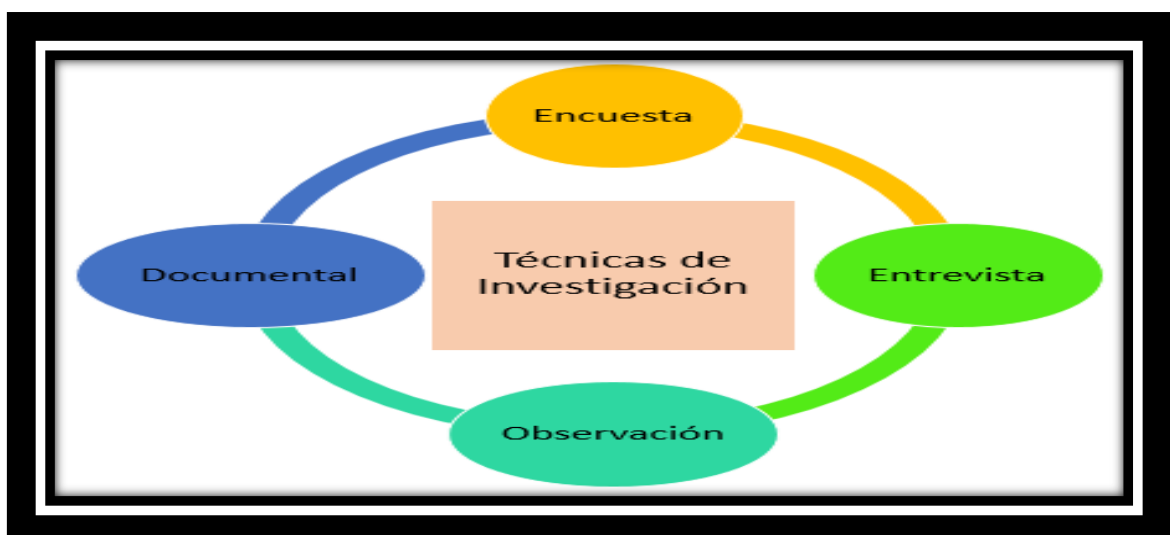 Encuesta
Documental
Técnicas de
Investigación
Entrevista
Observación